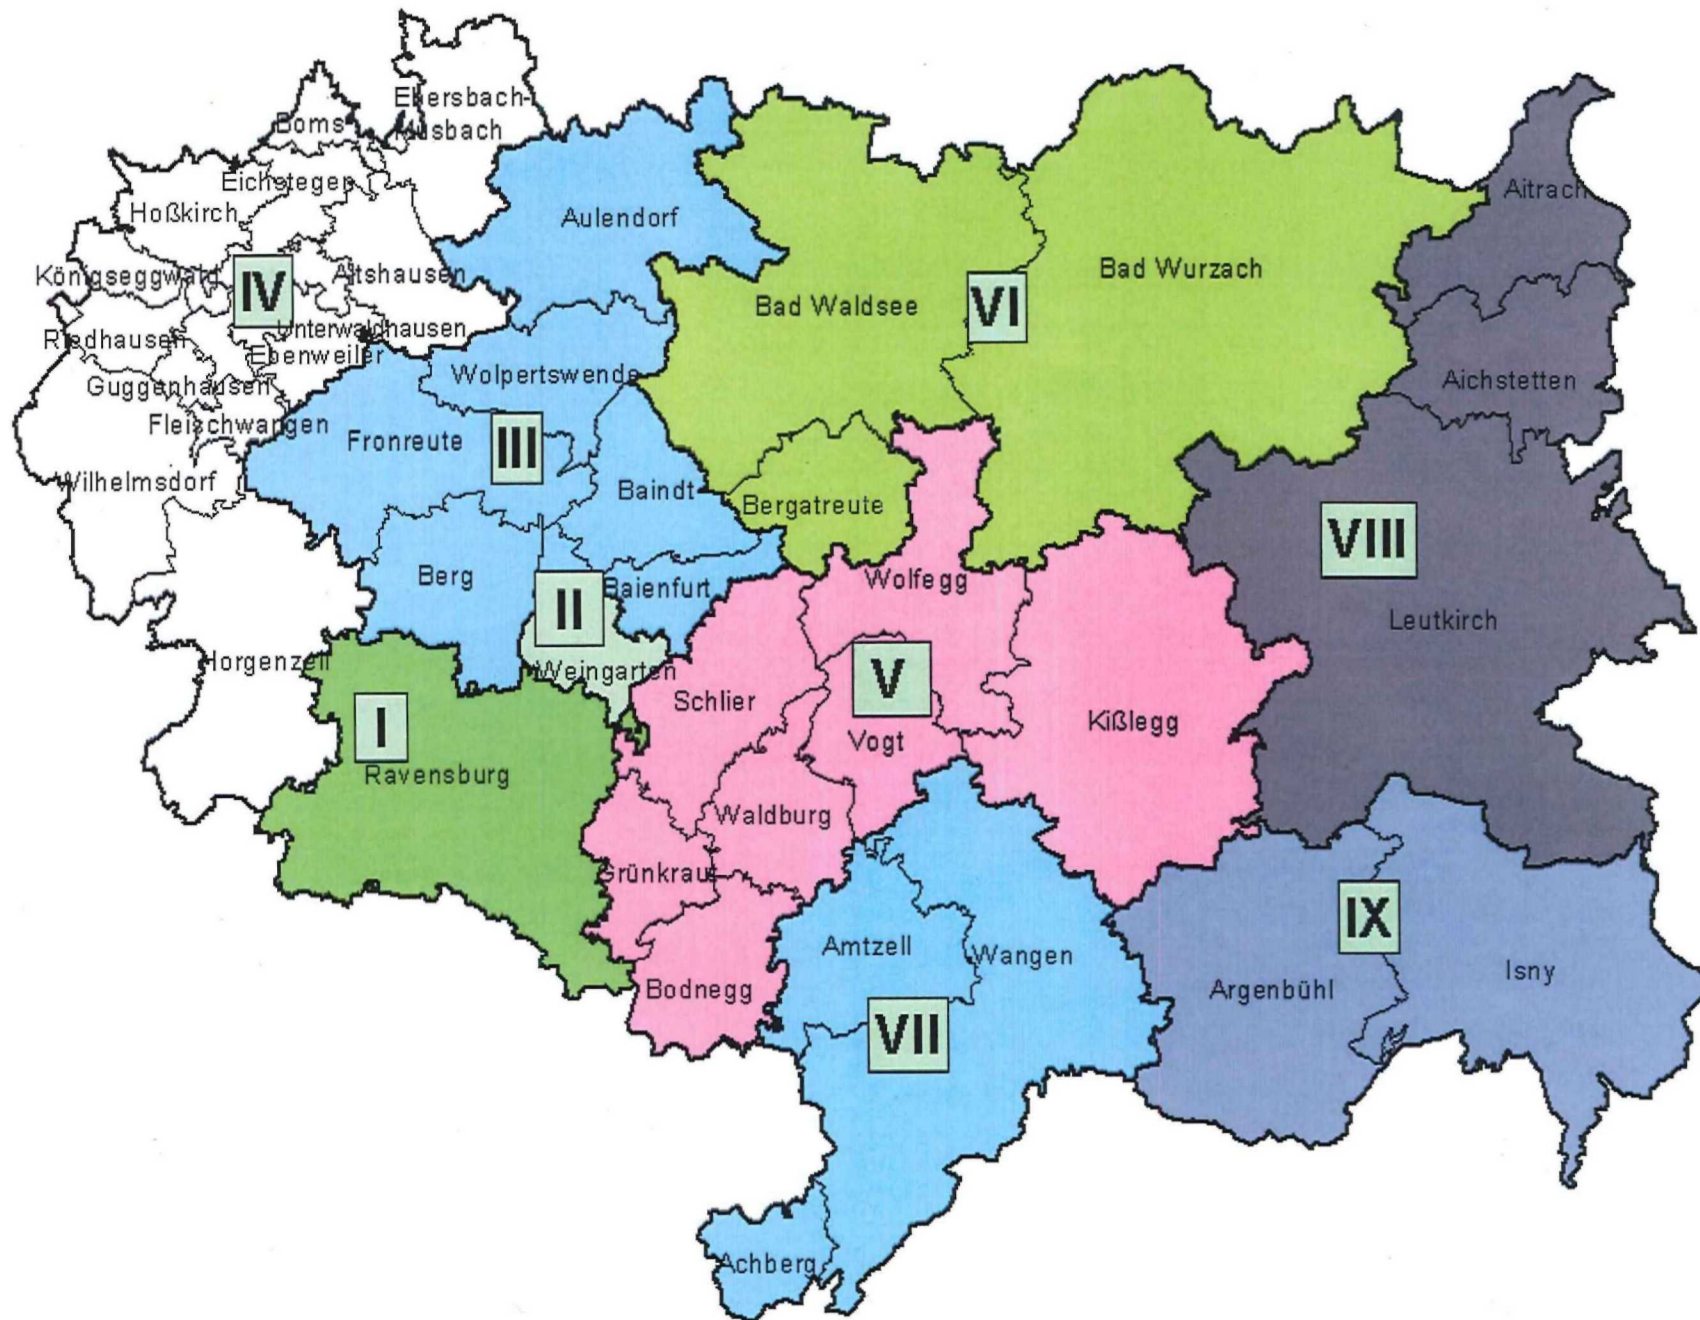 Ebersbach-
Musbach
Boms
Eichstegen
Hoßkirch
Aulendorf
Aitrach
Königseggwald
IV
Altshausen
Bad Waldsee
VI
Bad Wurzach
Riedhausen
Unterwaldhausen
Ebenweiler
Guggenhausen
Wolpertswende
Aichstetten
Fleischwangen
Fronreute
III
Wilhelmsdorf
Baindt
Bergatreute
VIII
Berg
II
Baienfurt
Wolfegg
Leutkirch
Horgenzell
Weingarten
V
I
Schlier
Vogt
Kißlegg
Ravensburg
Waldburg
Grünkraut
IX
Amtzell
Wangen
Bodnegg
Argenbühl
Isny
VII
Achberg